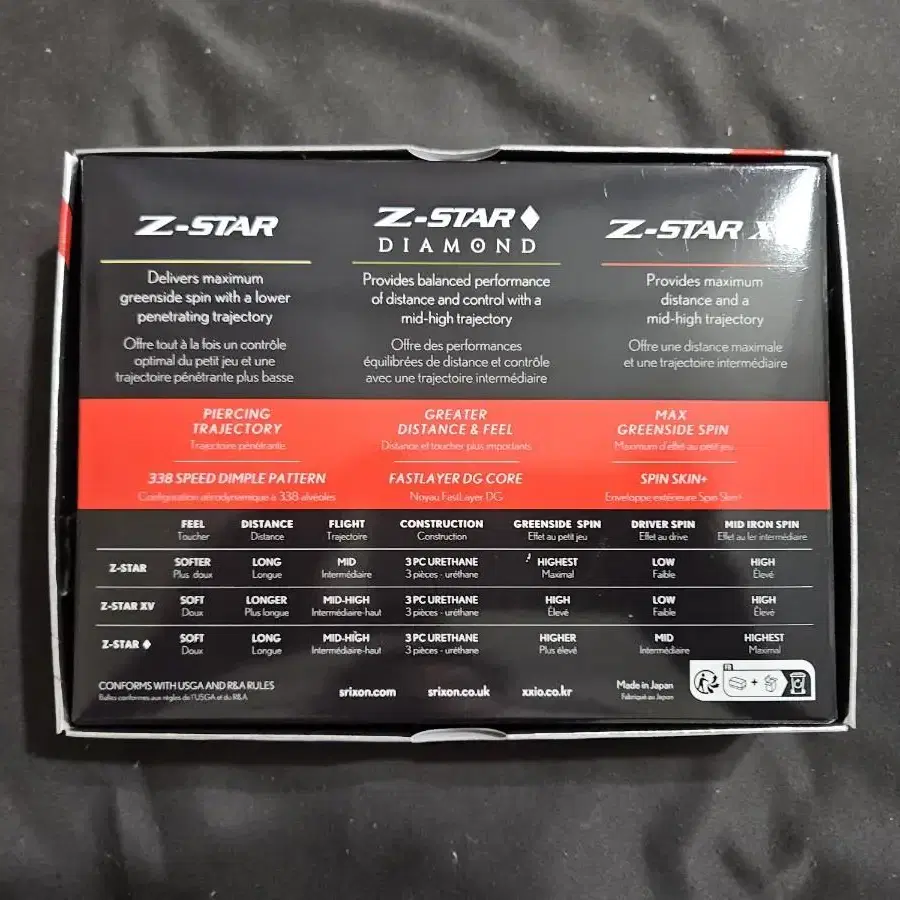 Z-STAR
Delivers maximum
greenside spin with a lower
penetrating trajectory
Offre tout à la fois un contrôle
optimal du petit jeu et une
trajectoire pénétrante plus basse
Z-STAR♦
DIAMOND
Provides balanced performance
of distance and control with a
mid-high trajectory
Offre des performances
équilibrées de distance et contrôle
avec une trajectoire intermédiaire
Z-STAR
Provides maximum
distance and a
mid-high trajectory
Offre une distance maximale
et une trajectoire intermédiaire
PIERCING
TRAJECTORY
Trajectoire pénétrante
GREATER
DISTANCE & FEEL
Distance et toucher plus importants
MAX
GREENSIDE SPIN
Maximum d'effet au petit jeu
338 SPEED DIMPLE PATTERN
Configuration aérodynamique à 338 alvéoles
FASTLAYER DG CORE
Noyau FastLayer DG
SPIN SKIN+
Enveloppe extérieure Spin Skin+
FEEL DISTANCE FLIGHT CONSTRUCTION GREENSIDE SPIN DRIVER SPIN MID IRON SPIN
Toucher Distance Trajectoire Construction Effet au petit jeu Effet au drive Effet au fer intermédiaire
Z-STAR SOFTER LONG MID 3 PC URETHANE HIGHEST LOW HIGH
Plus doux Longue Intermédiaire 3 pièces - uréthane Maximal Faible Élevé
Z-STAR XV SOFT LONGER MID-HIGH 3 PC URETHANE HIGH LOW HIGH
Doux Plus longue Intermédiaire-haut 3 pièces - uréthane Élevé Faible Élevé
Z-STAR ♦ SOFT LONG MID-HIGH 3 PC URETHANE HIGHER MID HIGHEST
Doux Longue Intermédiaire-haut 3 pièces - uréthane Plus élevé Intermédiaire Maximal
CONFORMS WITH USGA AND R&A RULES
Balles conformes aux règles de l'USGA et du R&A
srixon.com srixon.co.uk xxio.co.kr
Made in Japan
Fabriqué au Japon
FR
+